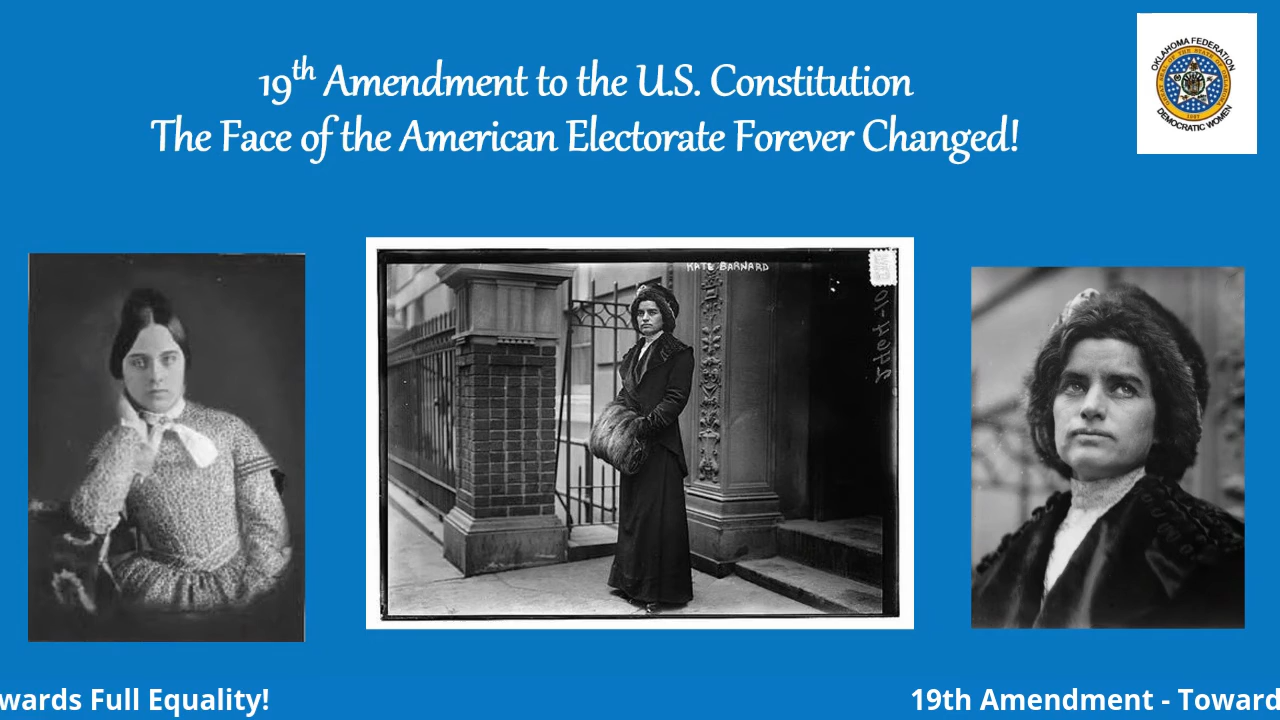 19th Amendment to the U.S. Constitution
The Face of the American Electorate Forever Changed!
OKLAHOMA FEDERATION
DEMOCRATIC WOMEN
KATE BARNARD
wards Full Equality!
19th Amendment - Toward